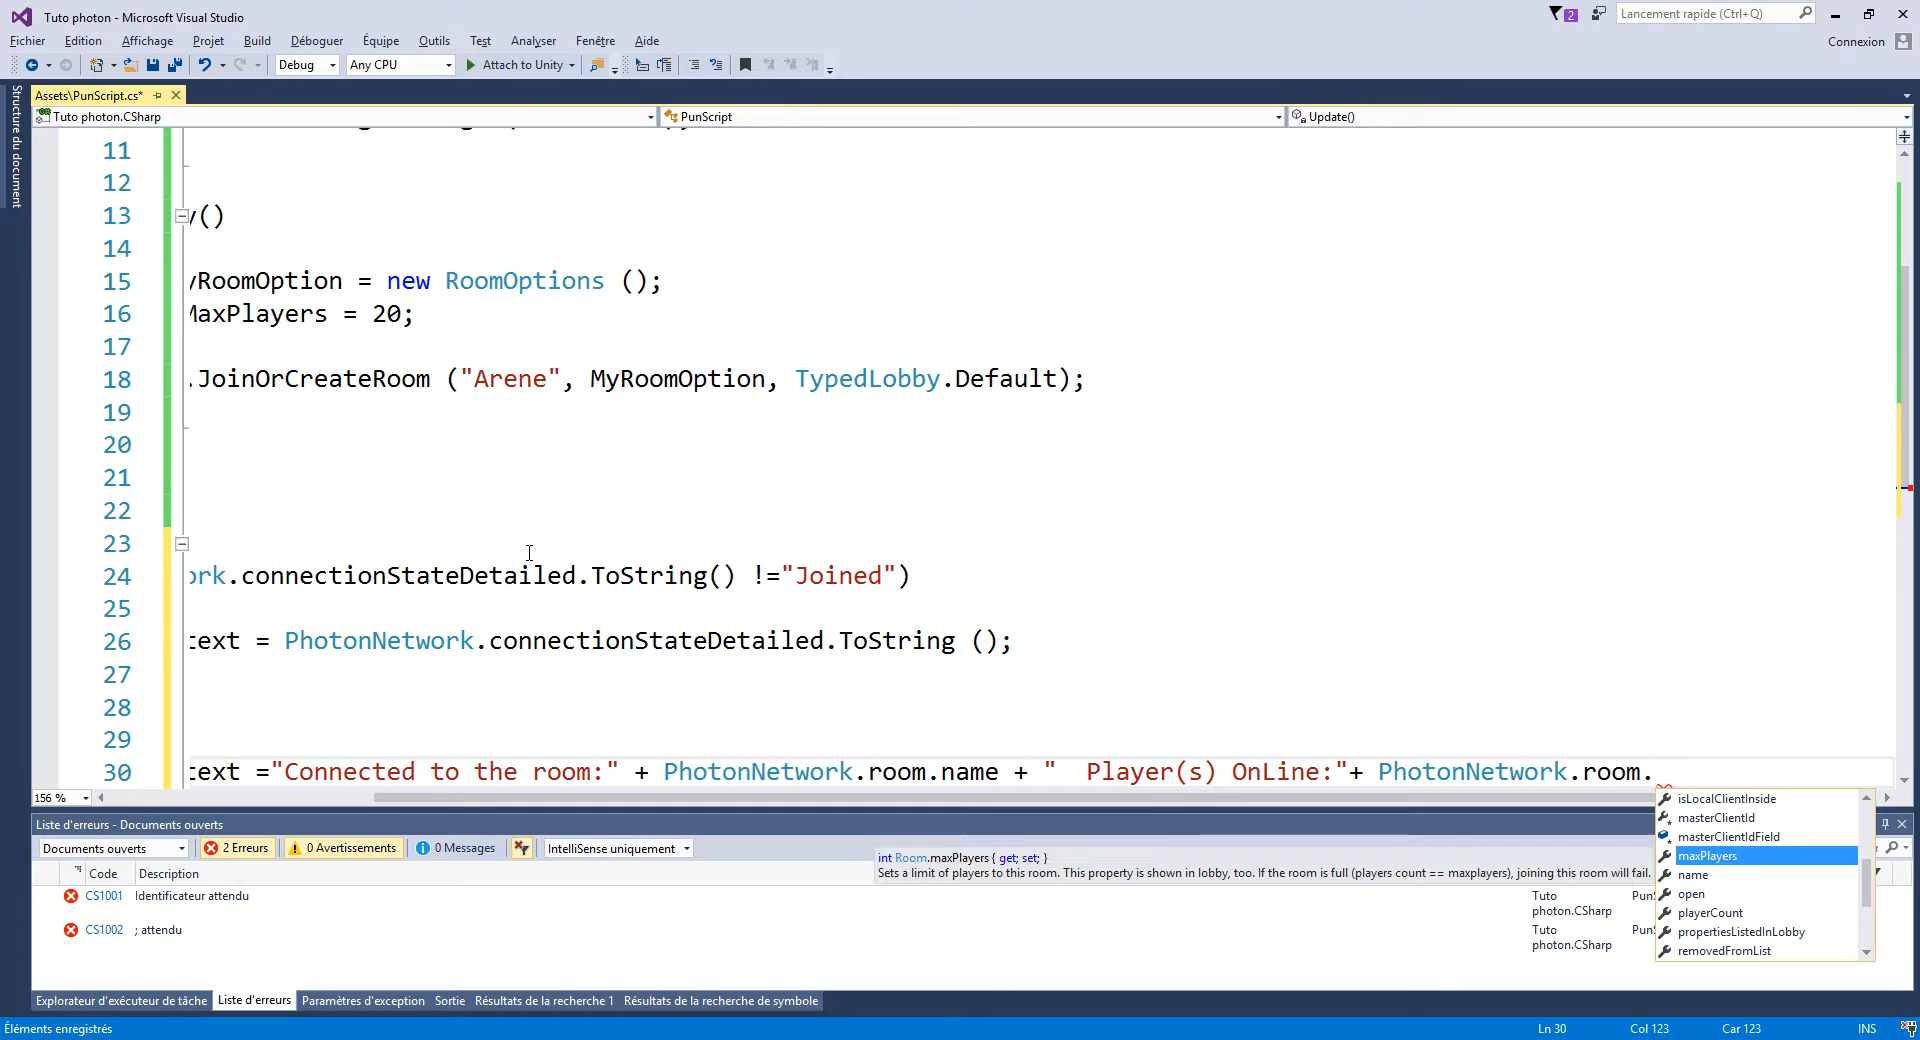 Tuto photon - Microsoft Visual Studio
2
Lancement rapide (Ctrl+Q)
Fichier Edition Affichage Projet Build Déboguer Équipe Outils Test Analyser Fenêtre Aide
Connexion
Debug Any CPU Attach to Unity
Structure du document
Assets\PunScript.cs*
Tuto photon.CSharp PunScript Update()
11
12
13 y()
14
15 yRoomOption = new RoomOptions ();
16 MaxPlayers = 20;
17
18 .JoinOrCreateRoom ("Arene", MyRoomOption, TypedLobby.Default);
19
20
21
22
23
24 ork.connectionStateDetailed.ToString() !="Joined")
25
26 text = PhotonNetwork.connectionStateDetailed.ToString ();
27
28
29
30 text ="Connected to the room:" + PhotonNetwork.room.name + "  Player(s) OnLine:"+ PhotonNetwork.room.
156 %
isLocalClientInside
masterClientId
masterClientIdField
maxPlayers
name
open
playerCount
propertiesListedInLobby
removedFromList
int Room.maxPlayers { get; set; }
Sets a limit of players to this room. This property is shown in lobby, too. If the room is full (players count == maxplayers), joining this room will fail.
Liste d'erreurs - Documents ouverts
Documents ouverts 2 Erreurs 0 Avertissements 0 Messages IntelliSense uniquement
Code Description
CS1001 Identificateur attendu Tuto photon.CSharp Pun
CS1002 ; attendu Tuto photon.CSharp Pun
Explorateur d'exécuteur de tâche Liste d'erreurs Paramètres d'exception Sortie Résultats de la recherche 1 Résultats de la recherche de symbole
Éléments enregistrés Ln 30 Col 123 Car 123 INS